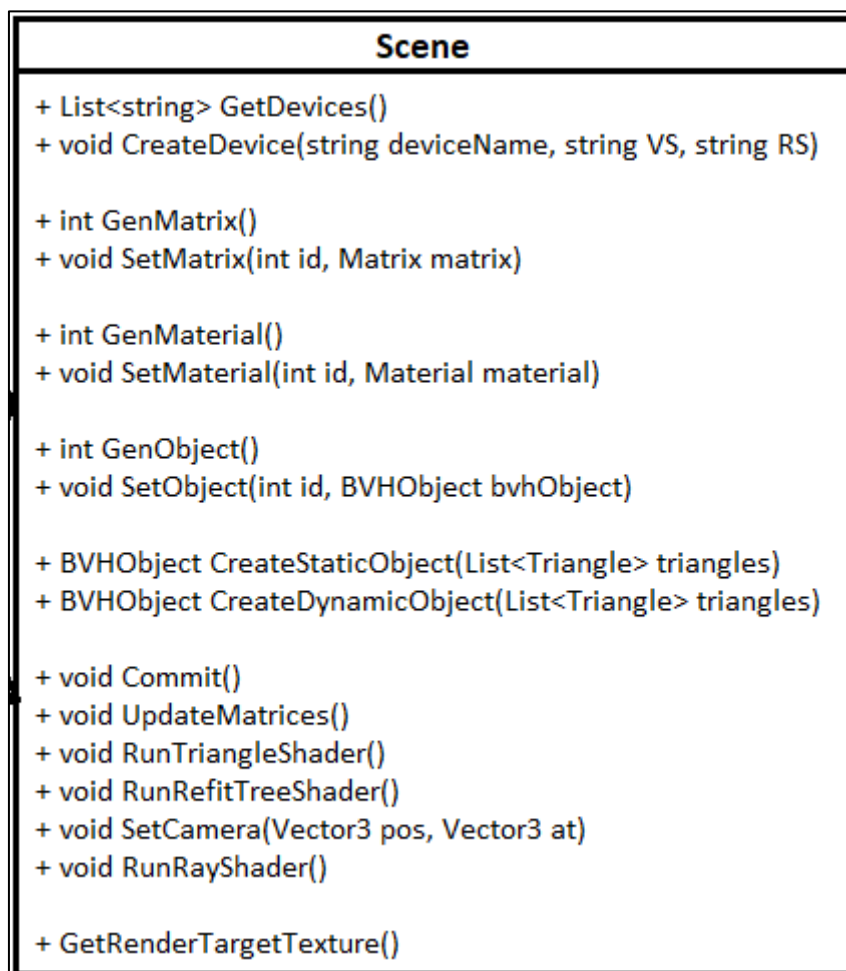 Scene
+ List<string> GetDevices()
+ void CreateDevice(string deviceName, string VS, string RS)
+ int GenMatrix()
+ void SetMatrix(int id, Matrix matrix)
+ int GenMaterial()
+ void SetMaterial(int id, Material material)
+ int GenObject()
+ void SetObject(int id, BVHObject bvhObject)
+ BVHObject CreateStaticObject(List<Triangle> triangles)
+ BVHObject CreateDynamicObject(List<Triangle> triangles)
+ void Commit()
+ void UpdateMatrices()
+ void RunTriangleShader()
+ void RunRefitTreeShader()
+ void SetCamera(Vector3 pos, Vector3 at)
+ void RunRayShader()
+ GetRenderTargetTexture()